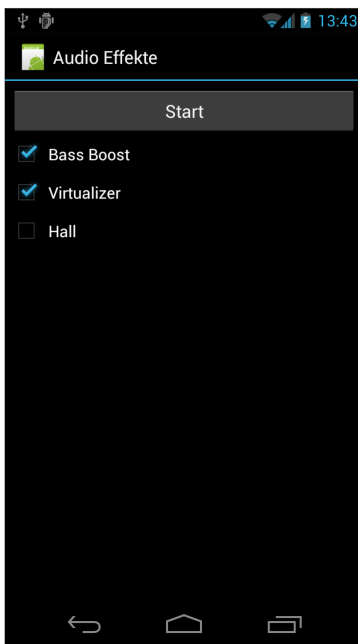 13:43
Audio Effekte
Start
Bass Boost
Virtualizer
Hall